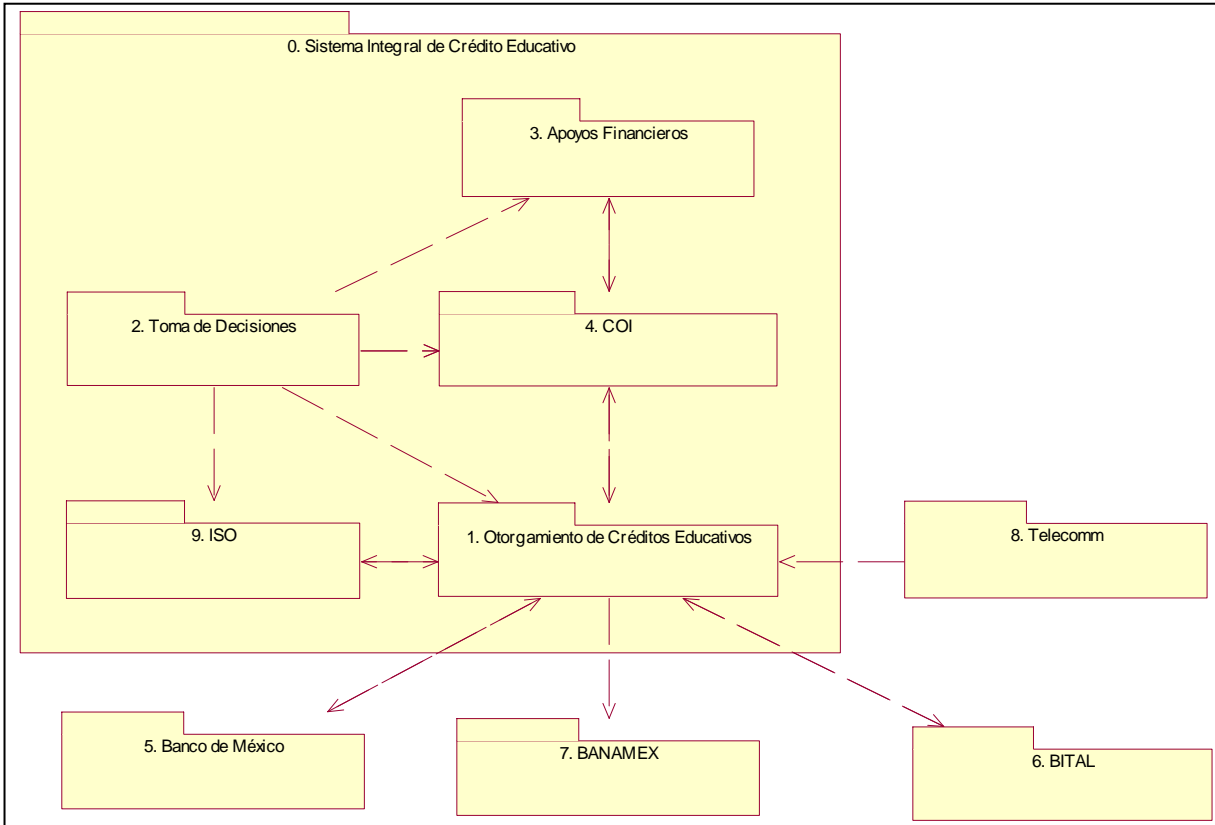 0. Sistema Integral de Crédito Educativo
3. Apoyos Financieros
2. Toma de Decisiones
4. COI
9. ISO
1. Otorgamiento de Créditos Educativos
8. Telecomm
5. Banco de México
7. BANAMEX
6. BITAL